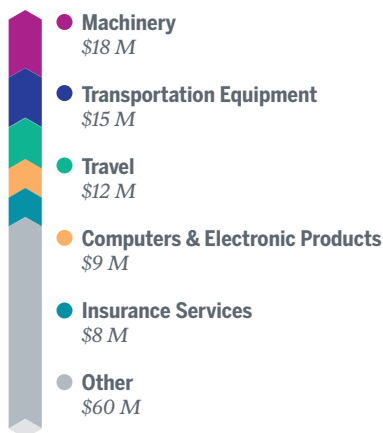 Machinery
$18 M
Transportation Equipment
$15 M
Travel
$12 M
Computers & Electronic Products
$9 M
Insurance Services
$8 M
Other
$60 M